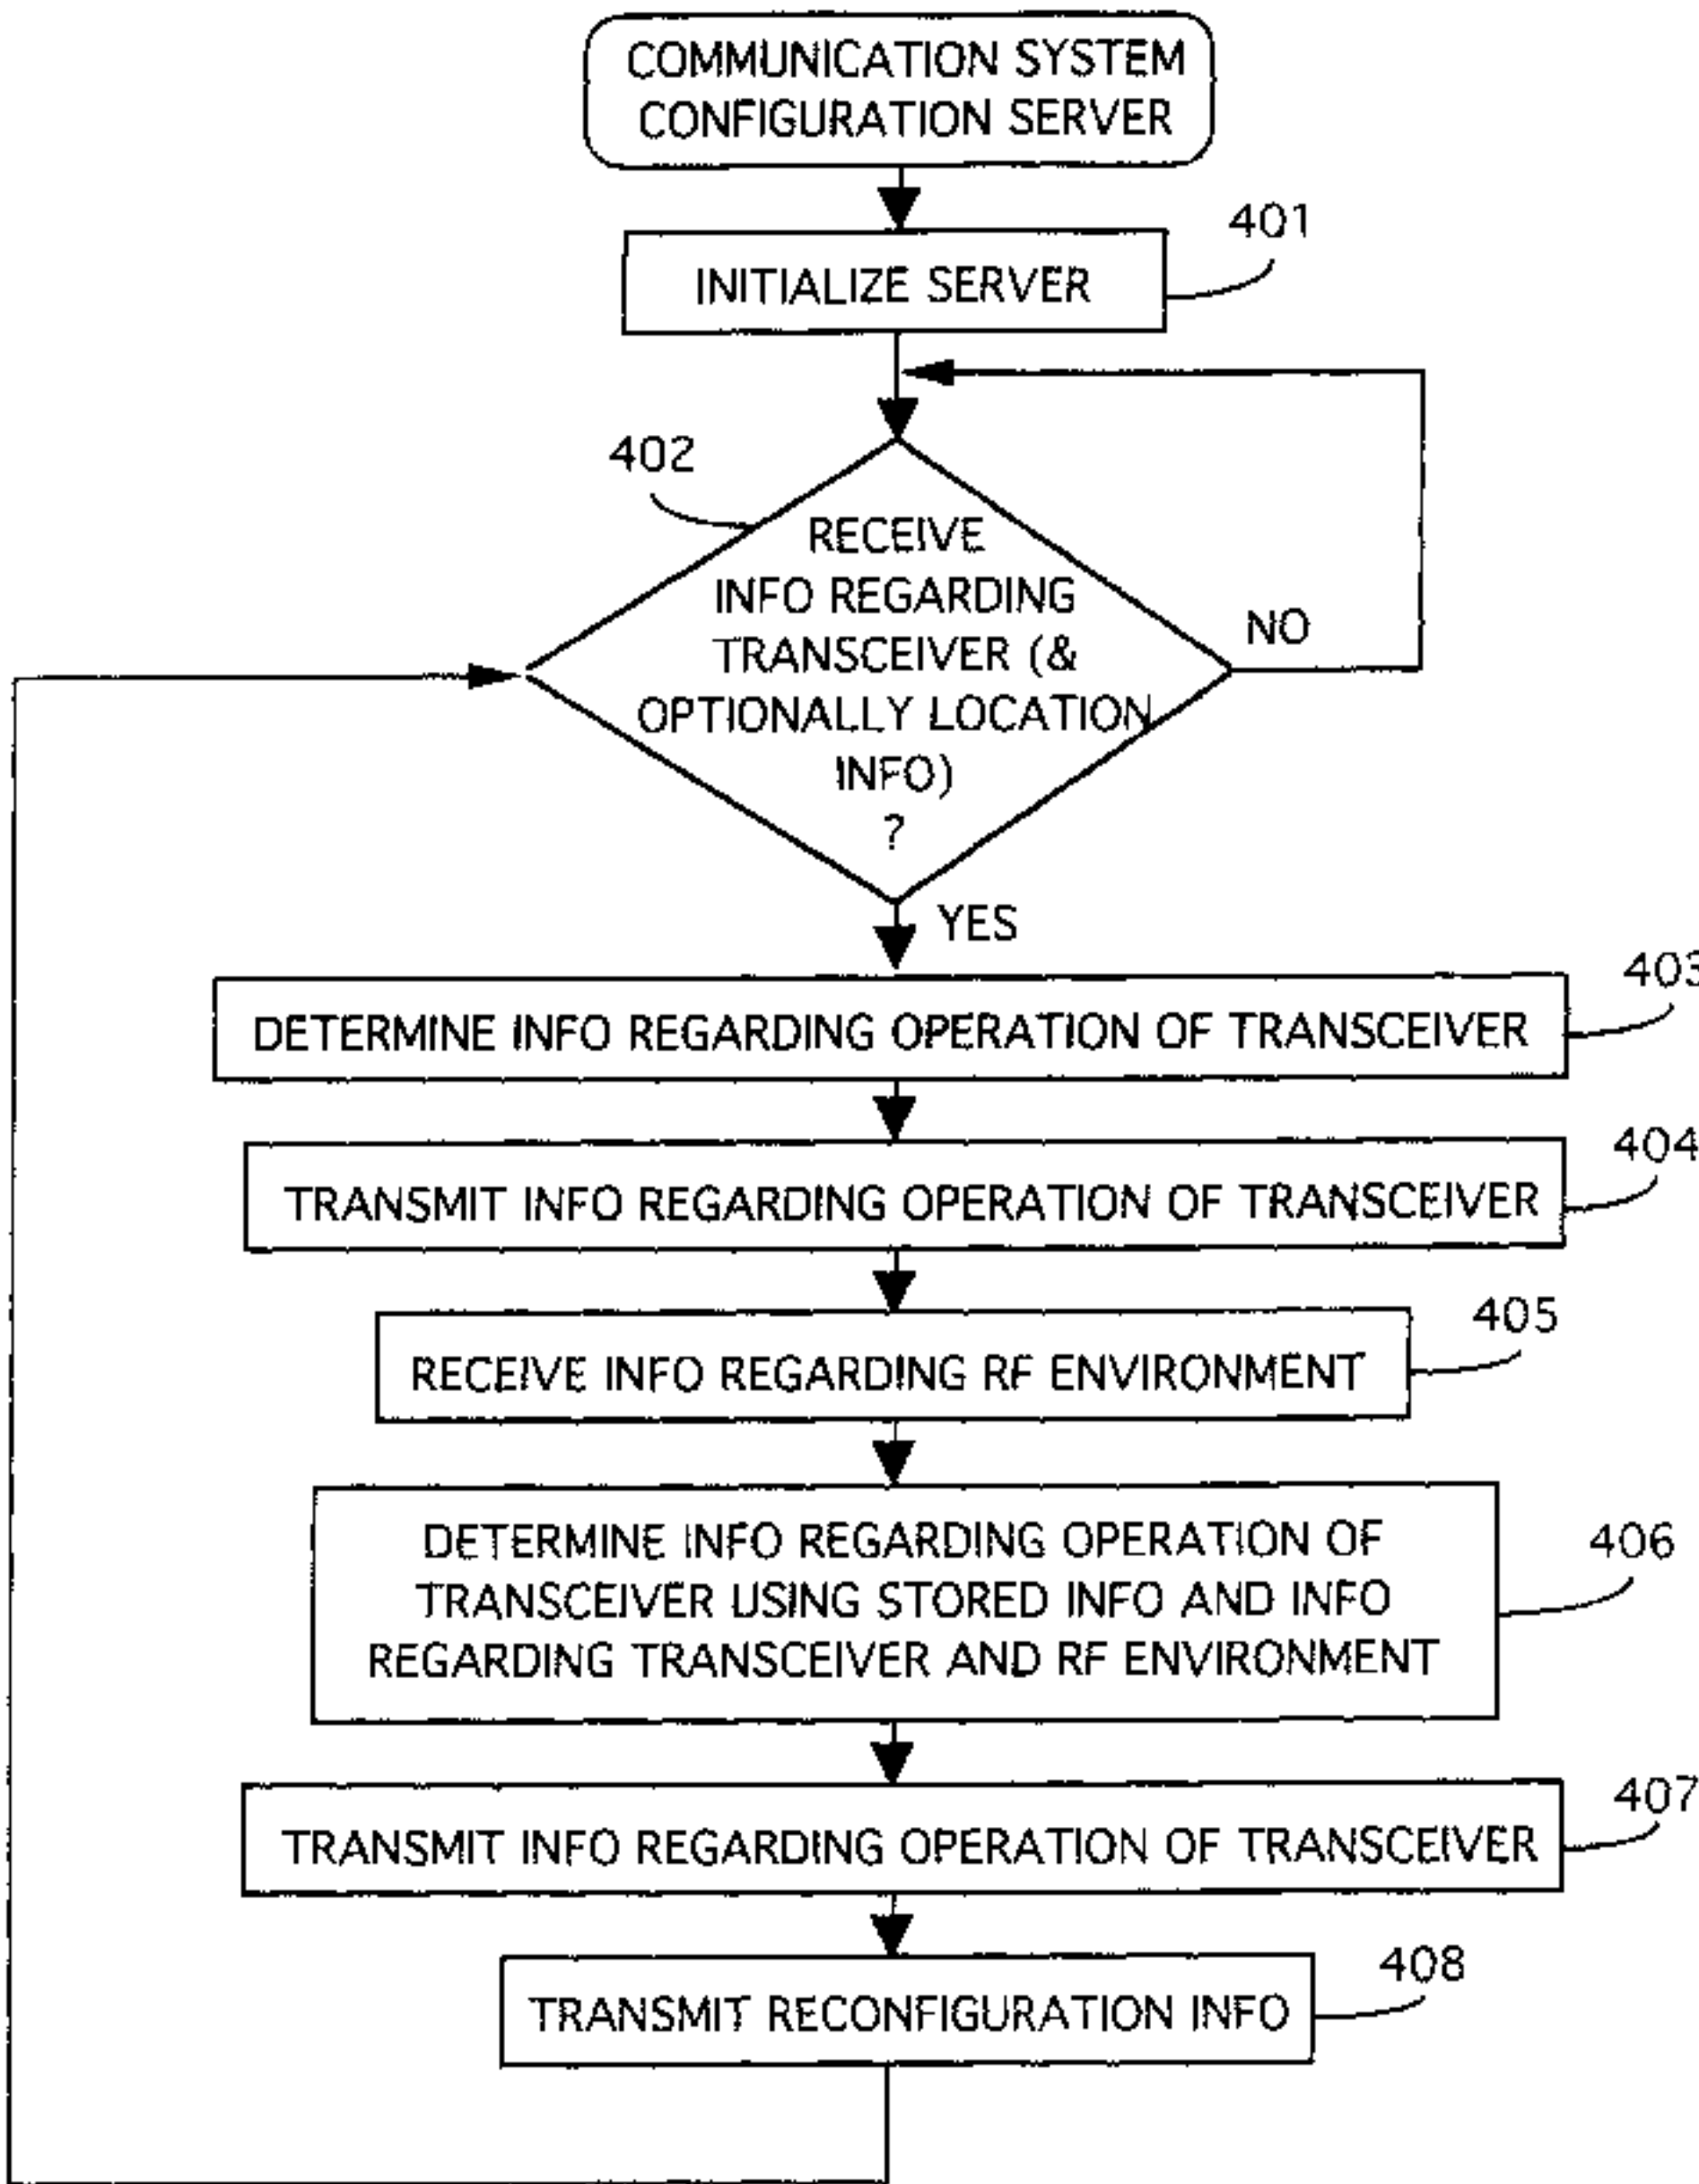 COMMUNICATION SYSTEM
CONFIGURATION SERVER
401
INITIALIZE SERVER
402
RECEIVE
INFO REGARDING
TRANSCEIVER (&
OPTIONALLY LOCATION
INFO)
?
NO
YES
403
DETERMINE INFO REGARDING OPERATION OF TRANSCEIVER
404
TRANSMIT INFO REGARDING OPERATION OF TRANSCEIVER
405
RECEIVE INFO REGARDING RF ENVIRONMENT
406
DETERMINE INFO REGARDING OPERATION OF
TRANSCEIVER USING STORED INFO AND INFO
REGARDING TRANSCEIVER AND RF ENVIRONMENT
407
TRANSMIT INFO REGARDING OPERATION OF TRANSCEIVER
408
TRANSMIT RECONFIGURATION INFO